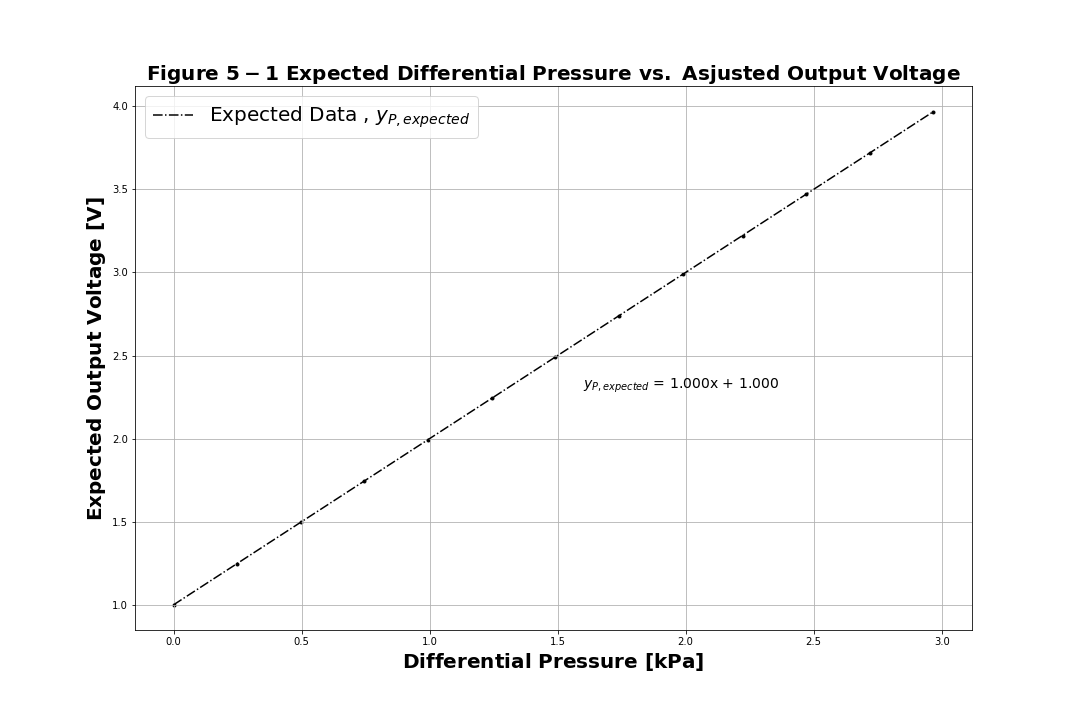 Figure 5 − 1 Expected Differential Pressure vs. Asjusted Output Voltage
Expected Data , yP, expected
4.0
3.5
3.0
2.5
2.0
1.5
1.0
Expected Output Voltage [V]
yP, expected = 1.000x + 1.000
0.0 0.5 1.0 1.5 2.0 2.5 3.0
Differential Pressure [kPa]